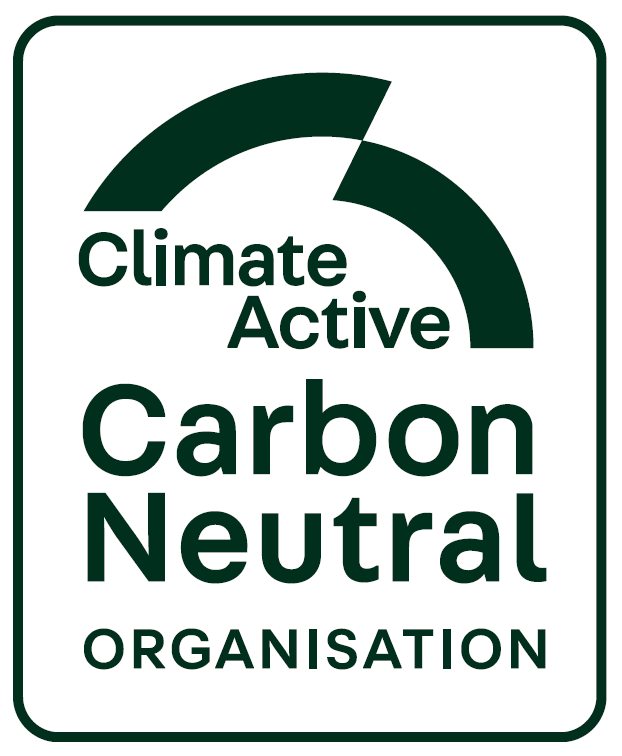 Climate
Active
Carbon
Neutral
ORGANISATION